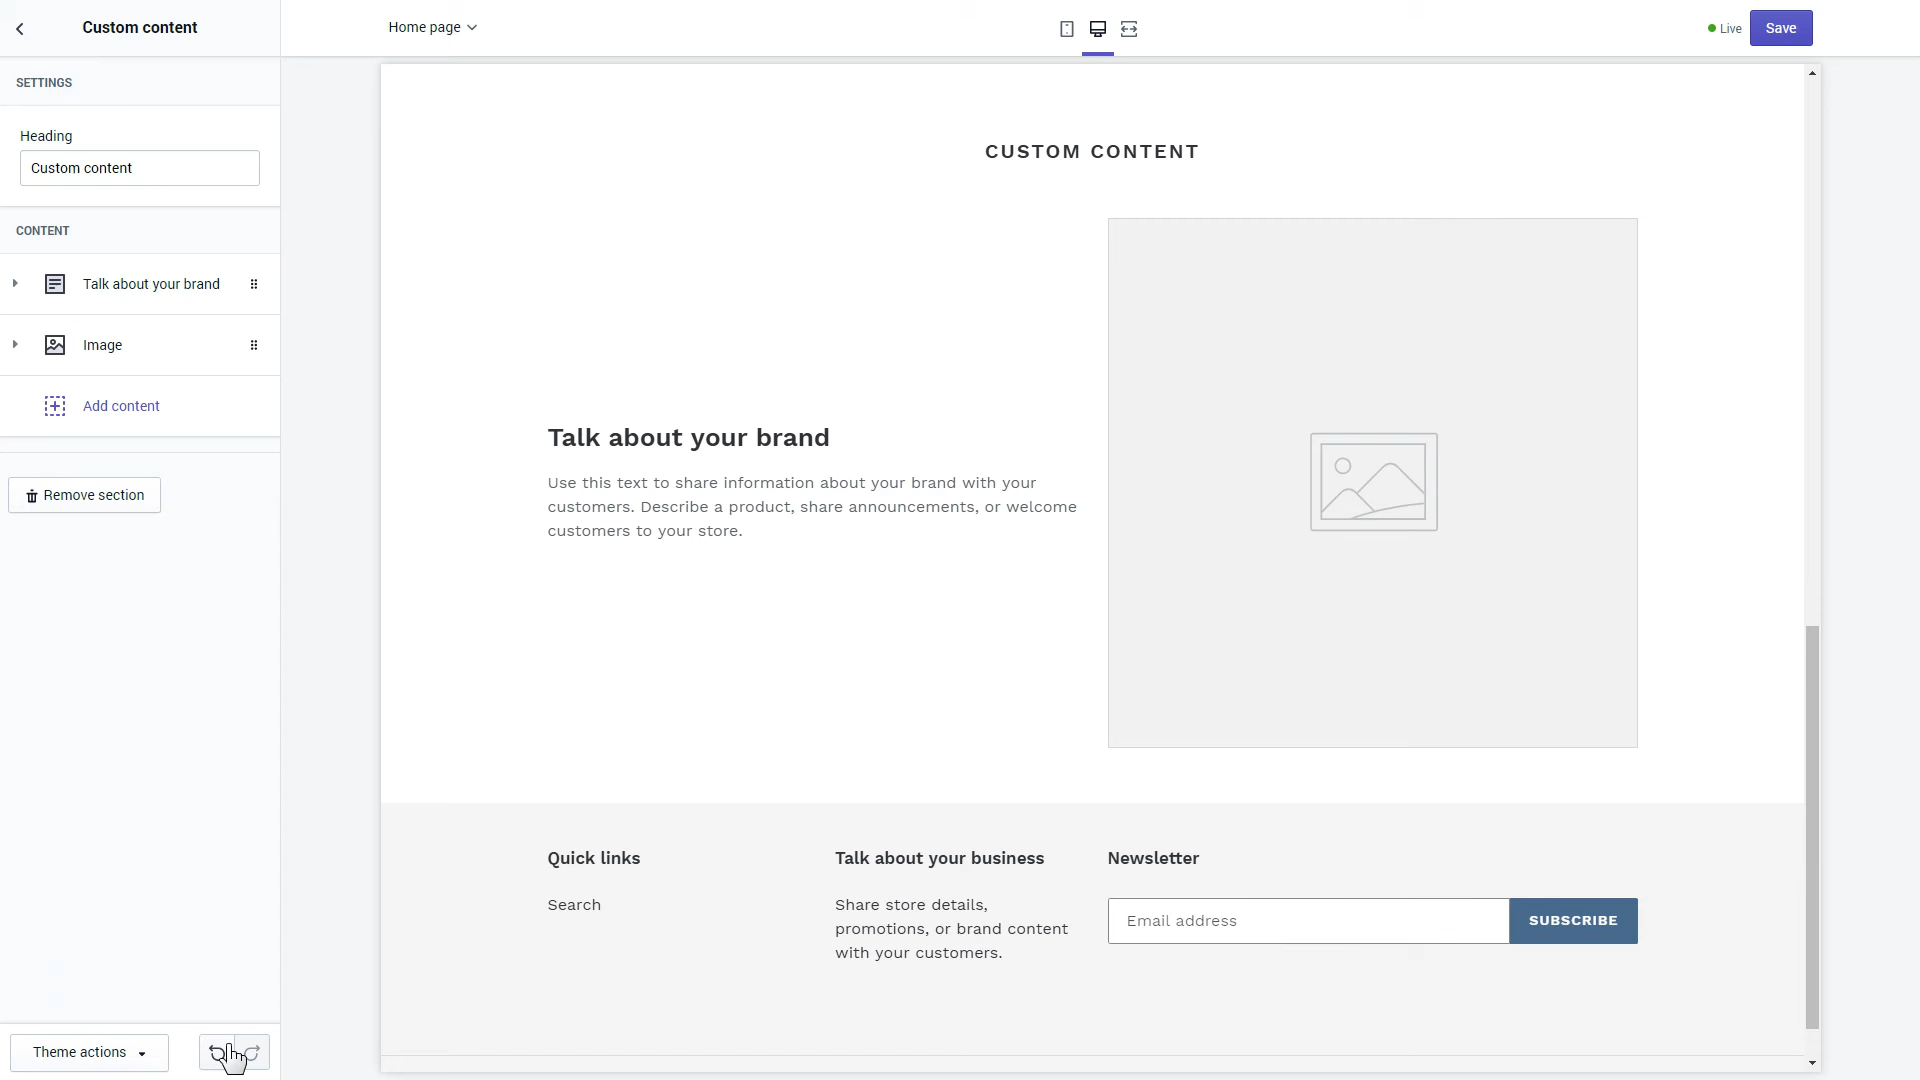 Custom content
Home page
Live
Save
SETTINGS
Heading
Custom content
CONTENT
Talk about your brand
Image
Add content
Remove section
Theme actions
CUSTOM CONTENT
Talk about your brand
Use this text to share information about your brand with your
customers. Describe a product, share announcements, or welcome
customers to your store.
Quick links
Search
Talk about your business
Share store details,
promotions, or brand content
with your customers.
Newsletter
Email address
SUBSCRIBE